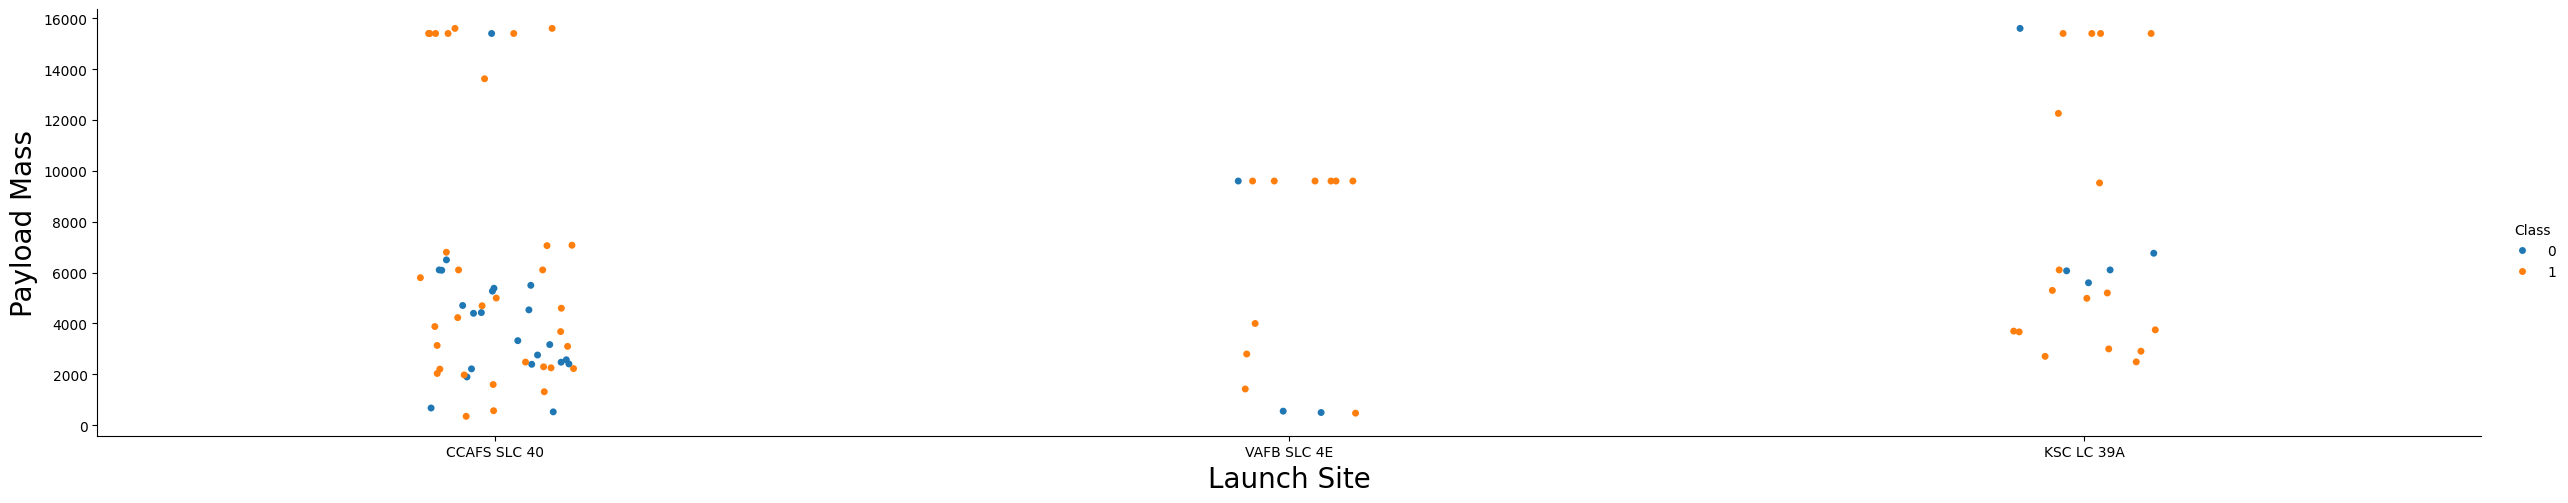 16000
14000
12000
10000
8000
6000
4000
2000
0
Payload Mass
CCAFS SLC 40
VAFB SLC 4E
KSC LC 39A
Launch Site
Class
0
1